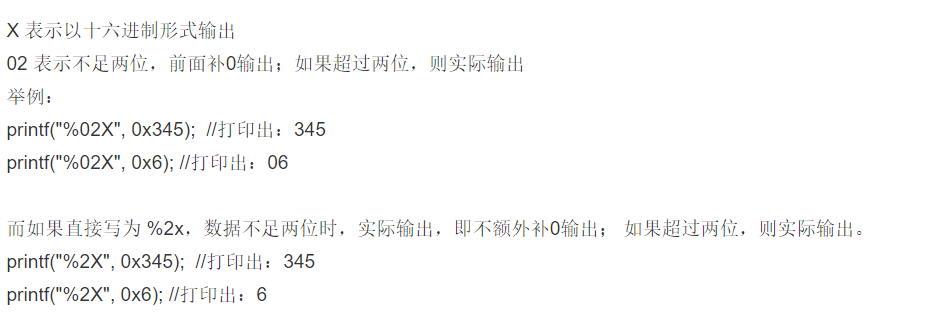 X 表示以十六进制形式输出
02 表示不足两位，前面补0输出；如果超过两位，则实际输出
举例：
printf("%02X", 0x345);  //打印出：345
printf("%02X", 0x6); //打印出：06
而如果直接写为 %2x，数据不足两位时，实际输出，即不额外补0输出； 如果超过两位，则实际输出。
printf("%2X", 0x345);  //打印出：345
printf("%2X", 0x6); //打印出：6